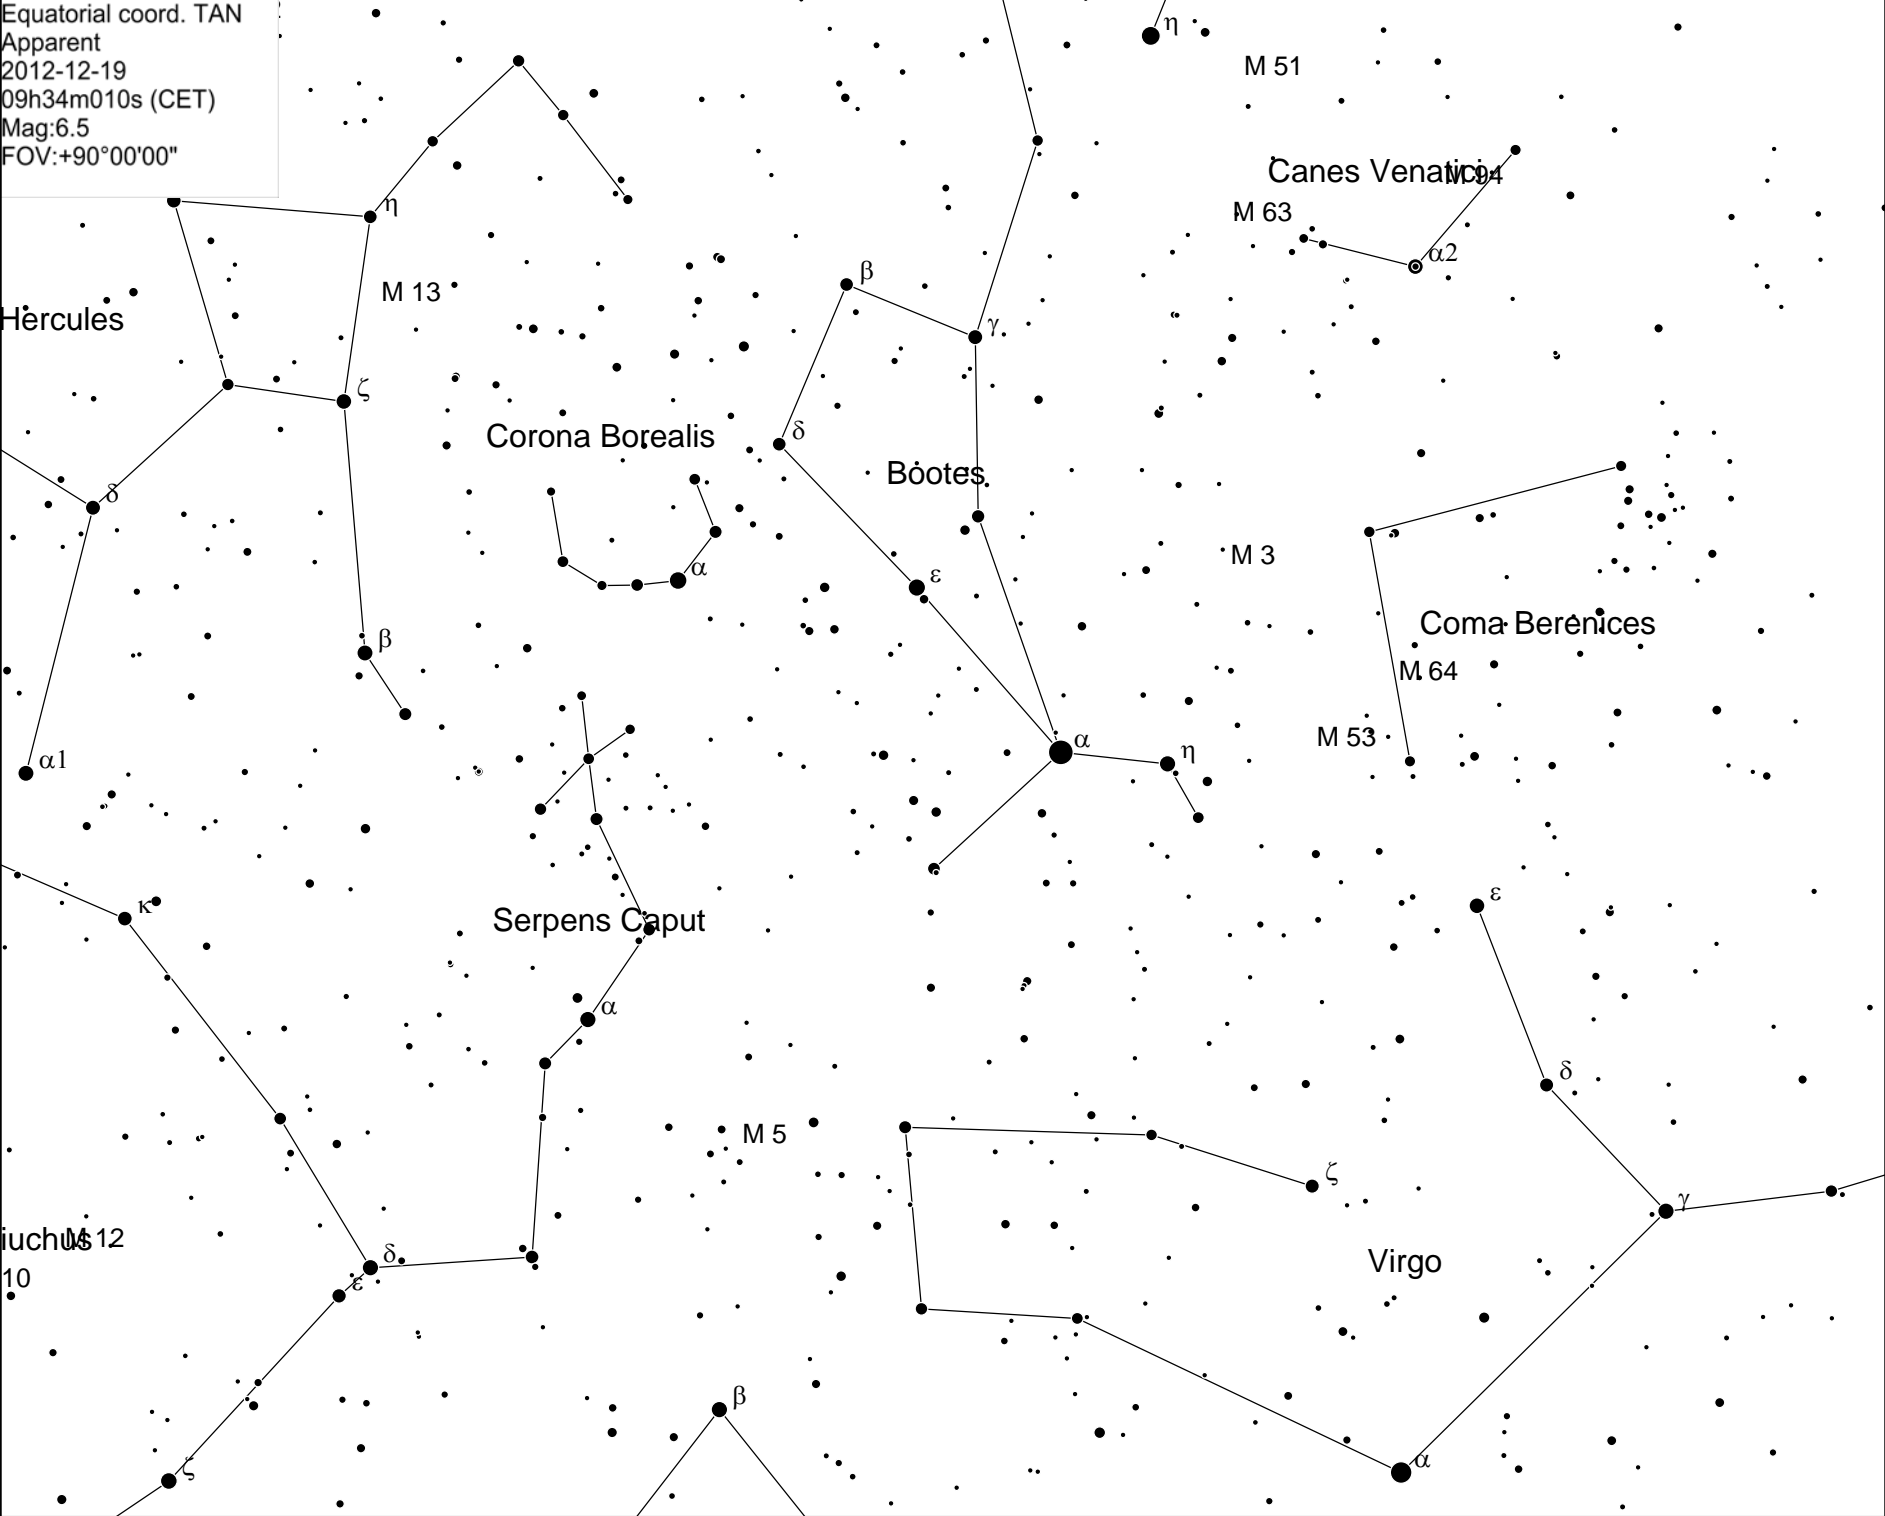 Equatorial coord. TAN
Apparent
2012-12-19
09h34m010s (CET)
Mag:6.5
FOV:+90°00'00"
η
M 51
Canes Venatici
M 94
η
M 63
α2
M 13
β
Hercules
γ
ζ
Corona Borealis
δ
Bootes
δ
M 3
α
ε
Coma Berenices
β
M 64
α1
α
η
M 53
κ
ε
Serpens Caput
α
δ
M 5
ζ
γ
iuchus
M 12
δ
Virgo
10
ε
β
ζ
α